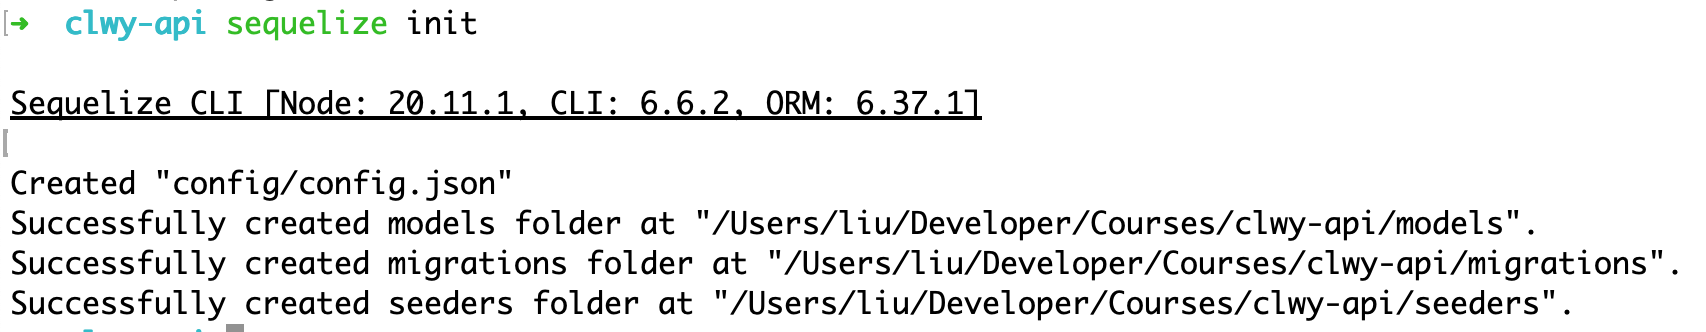 ➜  clwy-api sequelize init
Sequelize CLI [Node: 20.11.1, CLI: 6.6.2, ORM: 6.37.1]
Created "config/config.json"
Successfully created models folder at "/Users/liu/Developer/Courses/clwy-api/models".
Successfully created migrations folder at "/Users/liu/Developer/Courses/clwy-api/migrations".
Successfully created seeders folder at "/Users/liu/Developer/Courses/clwy-api/seeders".